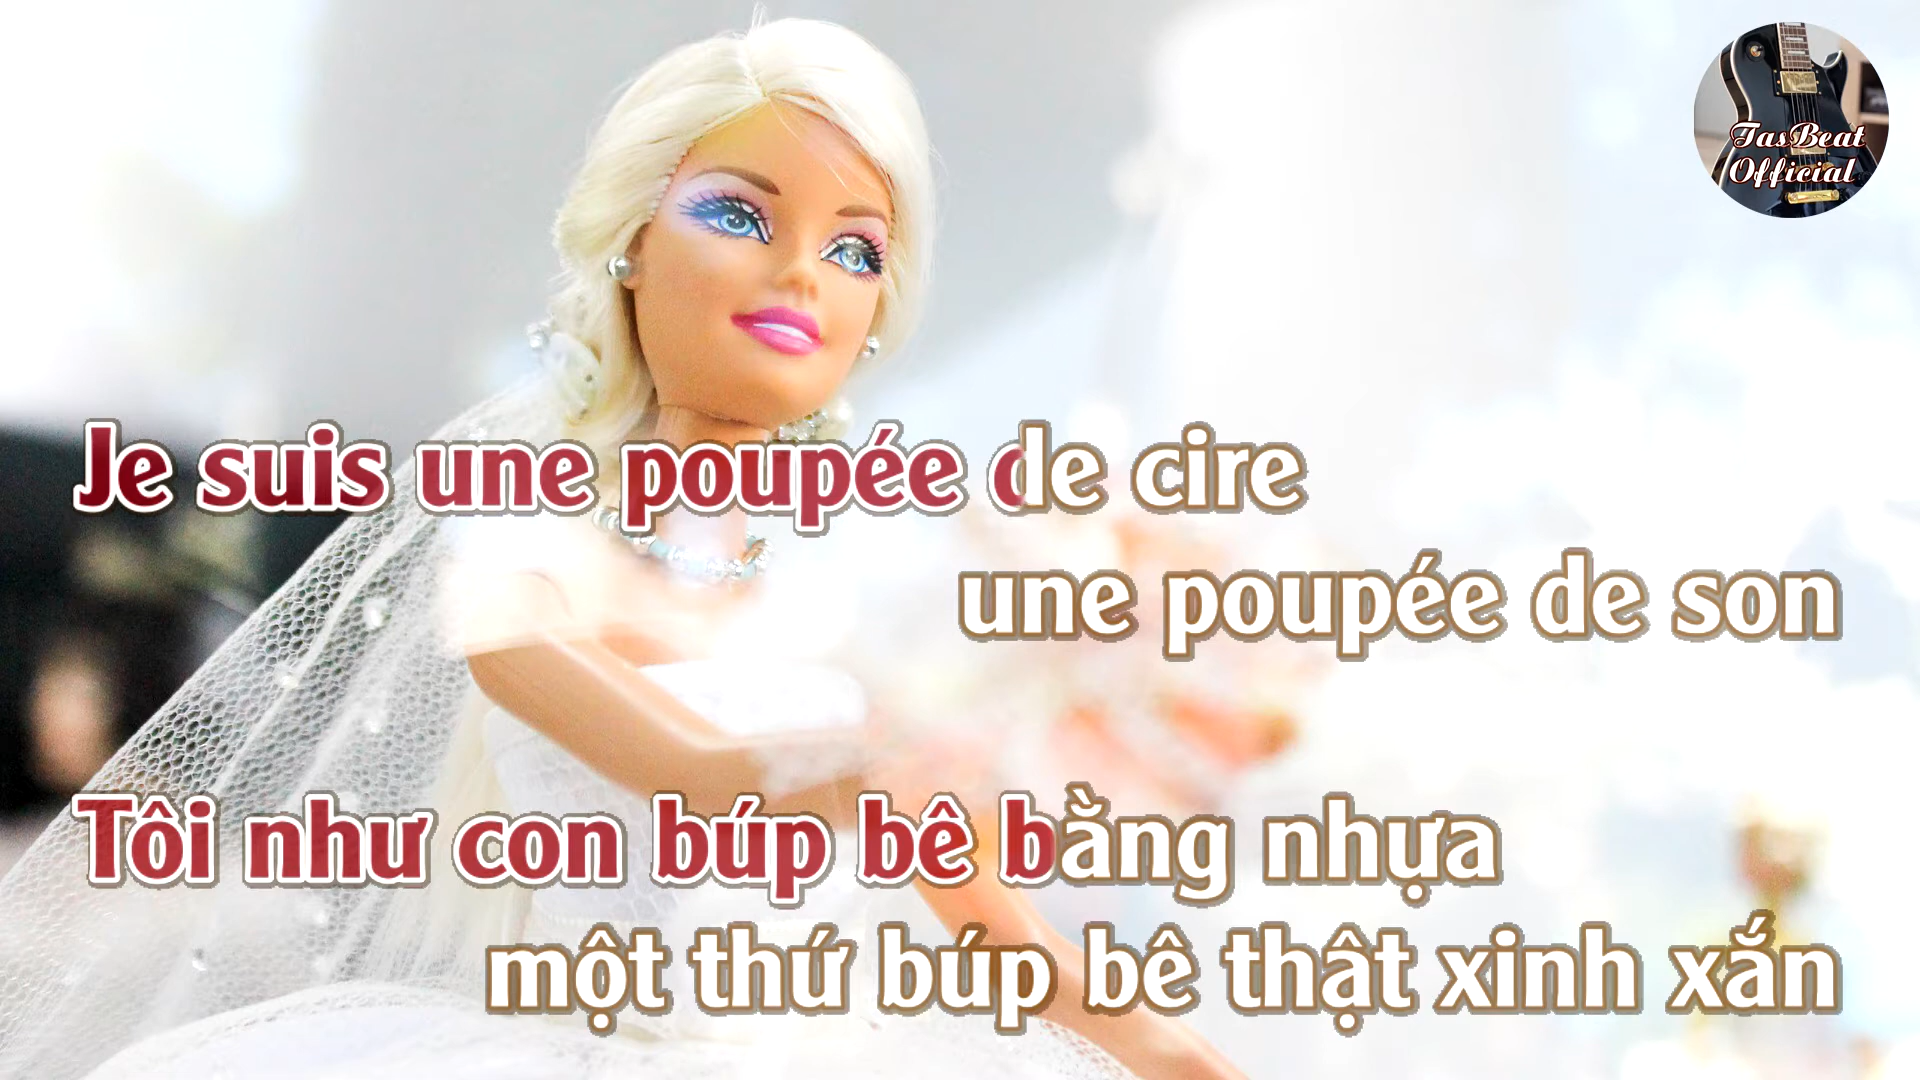 TasBeat
Official
Je suis une poupée de cire
une poupée de son
Tôi như con búp bê bằng nhựa
một thứ búp bê thật xinh xắn